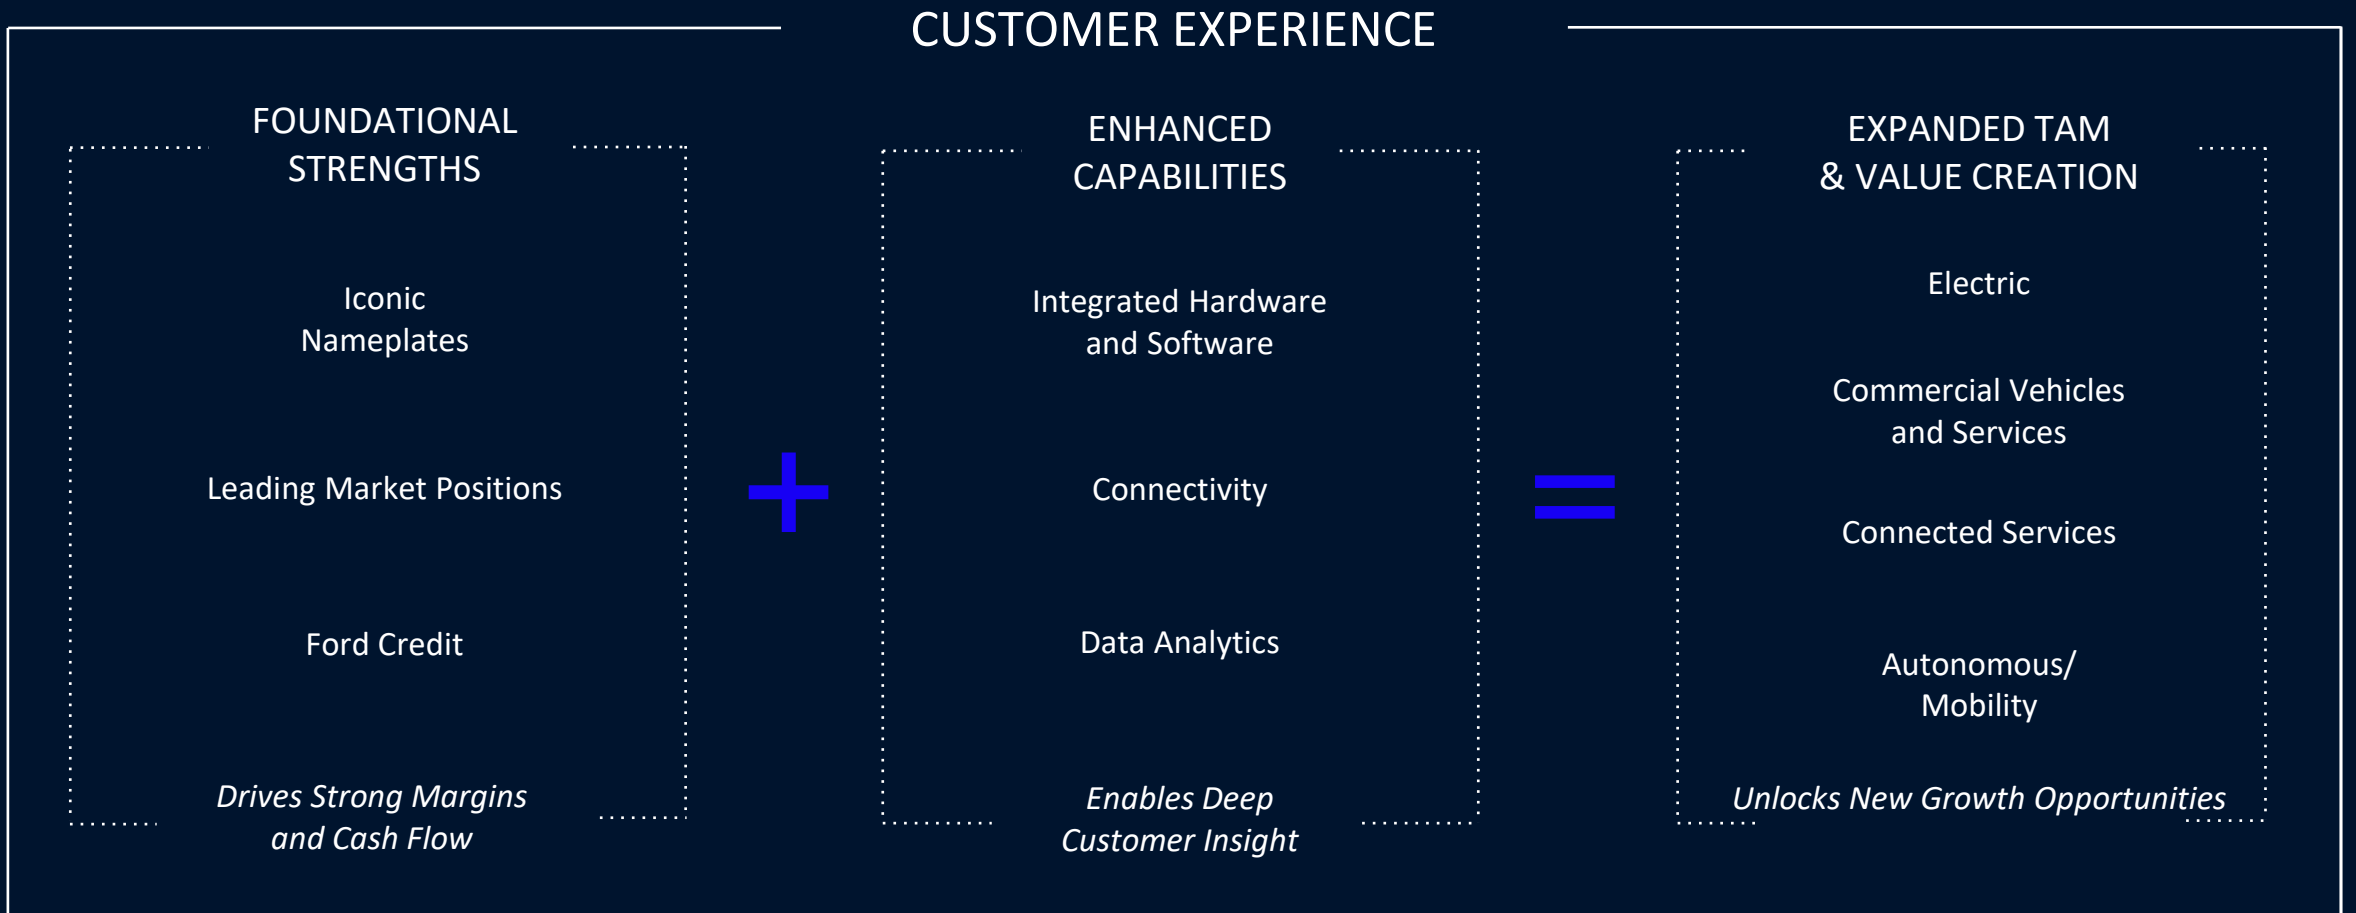 CUSTOMER EXPERIENCE
FOUNDATIONAL
STRENGTHS
Iconic
Nameplates
Leading Market Positions
Ford Credit
Drives Strong Margins
and Cash Flow
+
ENHANCED
CAPABILITIES
Integrated Hardware
and Software
Connectivity
Data Analytics
Enables Deep
Customer Insight
=
EXPANDED TAM
& VALUE CREATION
Electric
Commercial Vehicles
and Services
Connected Services
Autonomous/
Mobility
Unlocks New Growth Opportunities